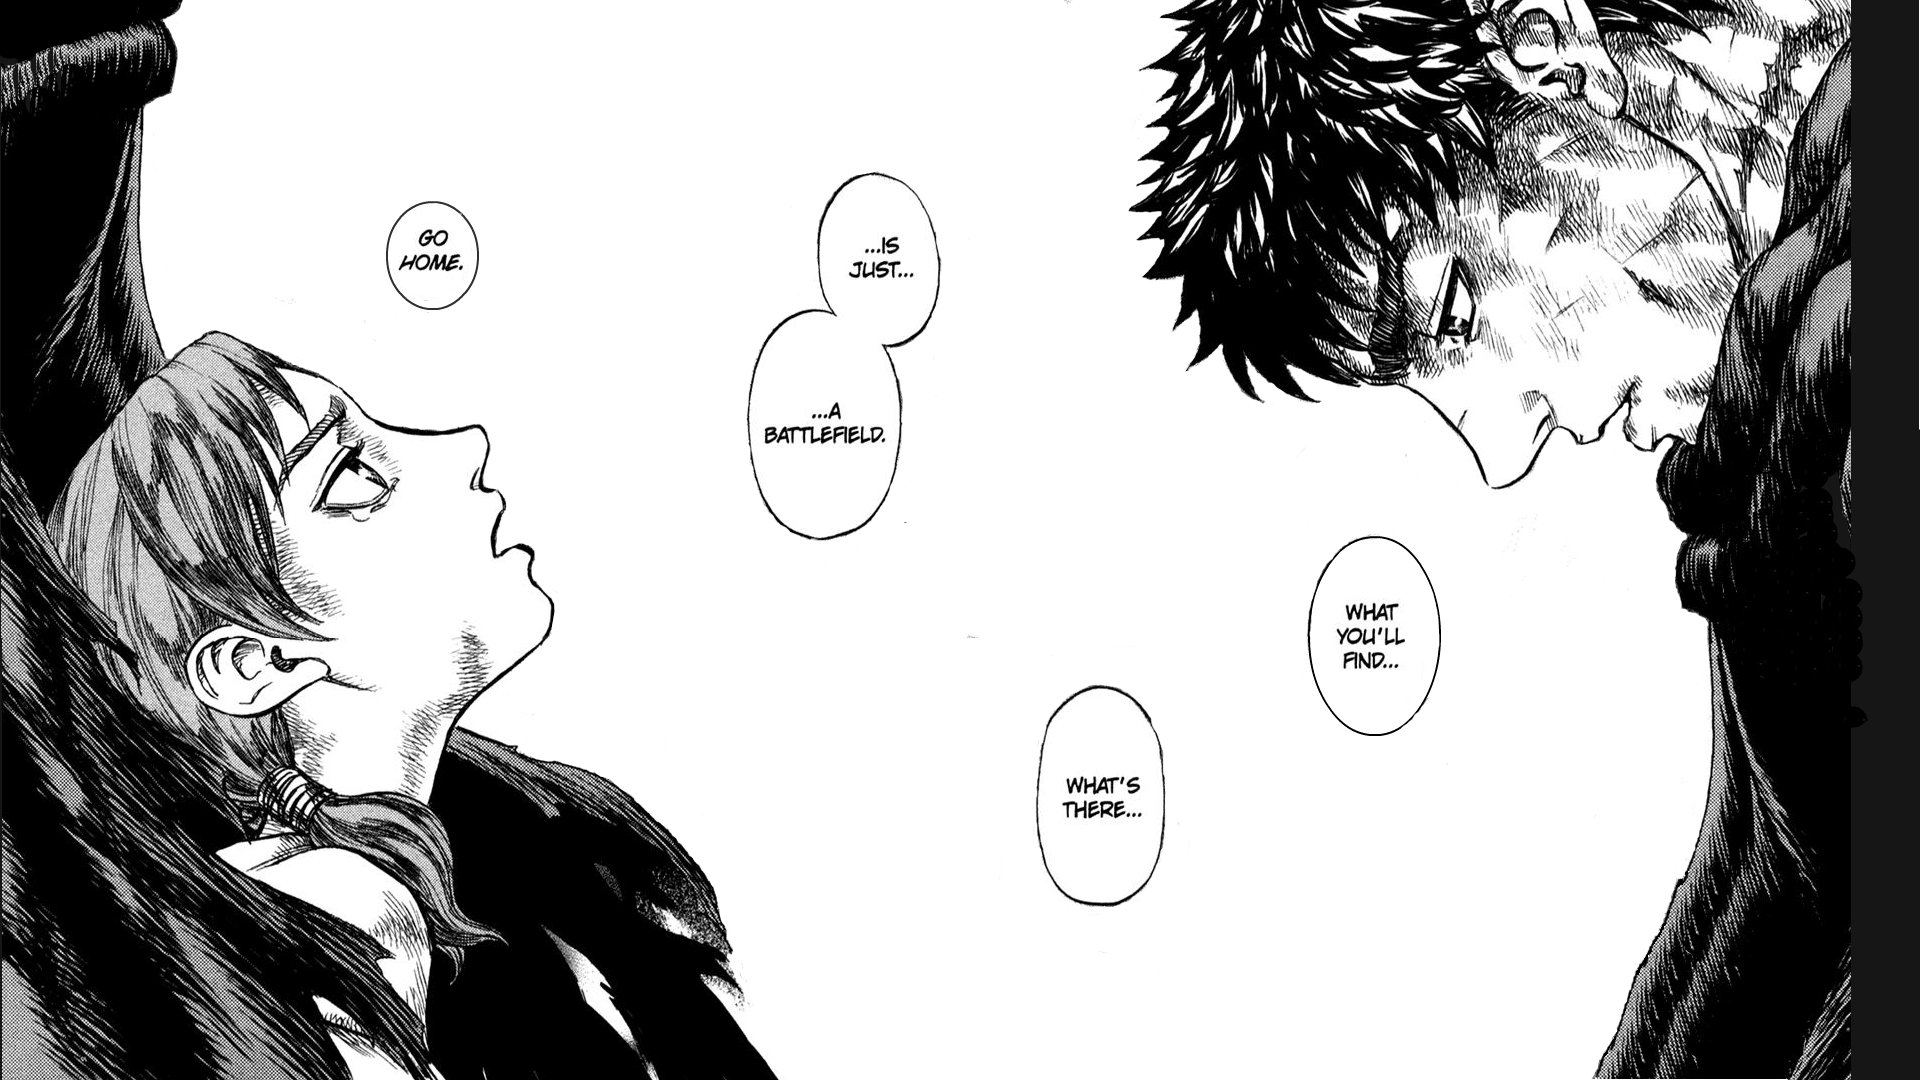 WHAT
YOU'LL
FIND...
WHAT'S
THERE...
...IS
JUST...
...A
BATTLEFIELD.
GO
HOME.